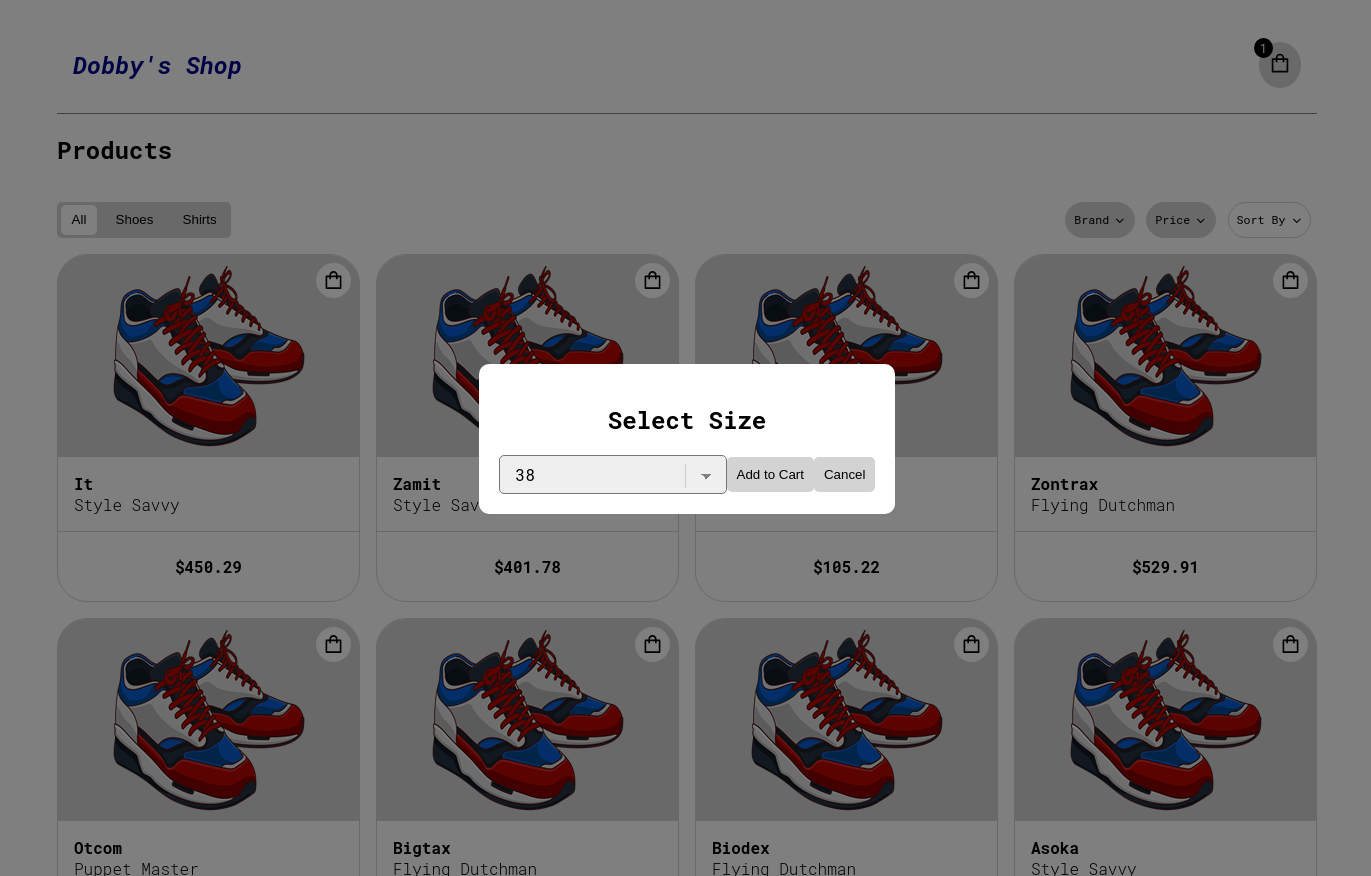 Dobby's Shop
1
Products
All Shoes Shirts
Brand Price Sort By
Select Size
38 Add to Cart Cancel
It
Style Savvy
$450.29
Zamit
Style Sav
$401.78
$105.22
Zontrax
Flying Dutchman
$529.91
Otcom
Puppet Master
Bigtax
Flying Dutchman
Biodex
Flying Dutchman
Asoka
Style Savvy